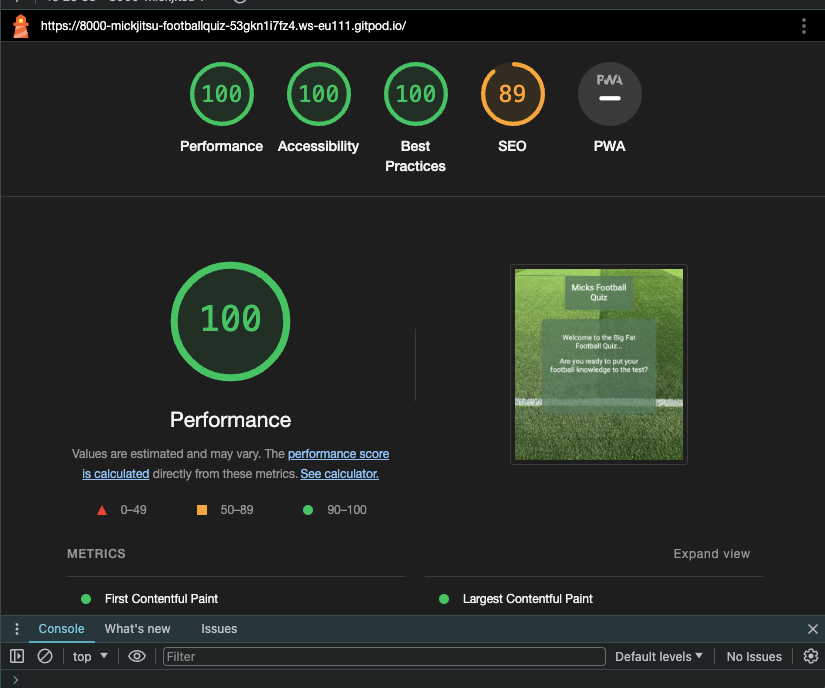 https://8000-mickjitsu-footballquiz-53gkn1i7fz4.ws-eu111.gitpod.io/
100 100 100 89 PWA
Performance Accessibility Best Practices SEO PWA
100
Micks Football
Quiz
Welcome to the Big Fat
Football Quiz...
Are you ready to put your
football knowledge to the test?
Performance
Values are estimated and may vary. The performance score
is calculated directly from these metrics. See calculator.
0–49 50–89 90–100
METRICS Expand view
First Contentful Paint Largest Contentful Paint
Console What's new Issues
top Filter Default levels No Issues